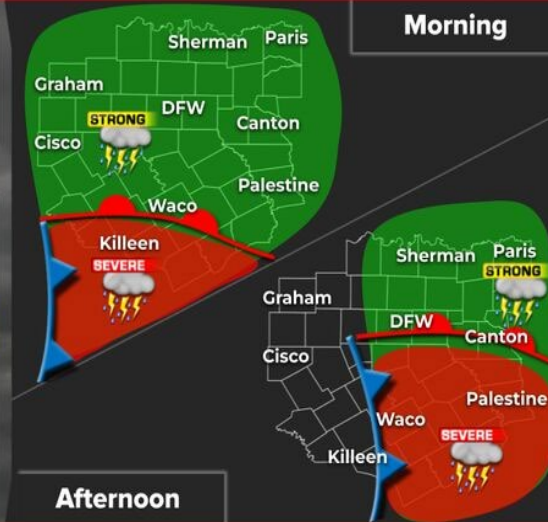 Morning
Sherman Paris
Graham
DFW
STRONG
Canton
Cisco
Palestine
Waco
Killeen
SEVERE
Sherman Paris
STRONG
Graham
DFW
Canton
Cisco
Palestine
Waco
SEVERE
Killeen
Afternoon